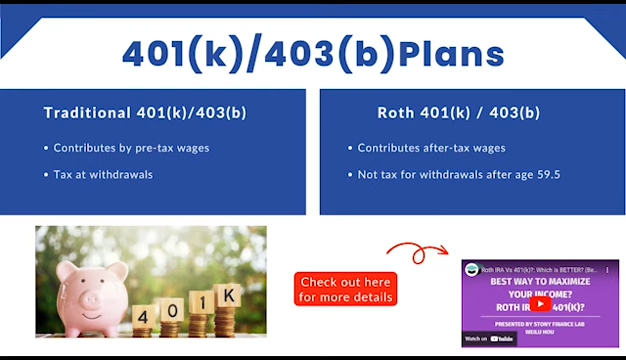 401(k)/403(b)Plans
Traditional 401(k)/403(b)
• Contributes by pre-tax wages
• Tax at withdrawals
Roth 401(k) / 403(b)
• Contributes after-tax wages
• Not tax for withdrawals after age 59.5
401K
Check out here
for more details
Roth IRA Vs 401(k)?: Which is BETTER? (Be...
BEST WAY TO MAXIMIZE
YOUR INCOME?
ROTH IR 401(K)?
PRESENTED BY STONY FINANCE LAB
WEILU HOU
Watch on YouTube